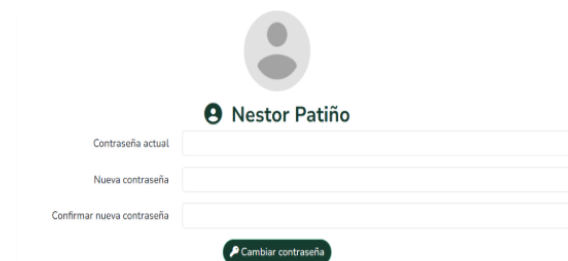 Nestor Patiño
Contraseña actual
Nueva contraseña
Confirmar nueva contraseña
Cambiar contraseña